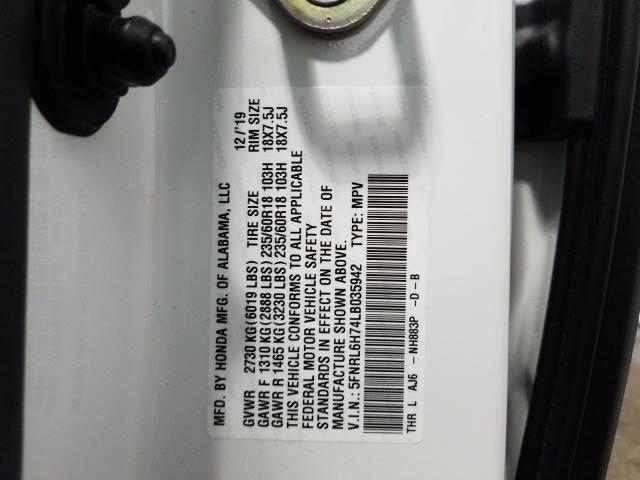 MFD. BY HONDA MFG. OF ALABAMA, LLC 12/'19
GVWR 2730 KG(6019 LBS) TIRE SIZE RIM SIZE
GAWR F 1310 KG(2888 LBS)235/60R18 103H 18X7.5J
GAWR R 1465 KG(3230 LBS)235/60R18 103H 18X7.5J
THIS VEHICLE CONFORMS TO ALL APPLICABLE
FEDERAL MOTOR VEHICLE SAFETY
STANDARDS IN EFFECT ON THE DATE OF
MANUFACTURE SHOWN ABOVE.
V.I.N.: 5FNRL6H74LB035942 TYPE: MPV
THR L AJ6 - NH883P -D-B